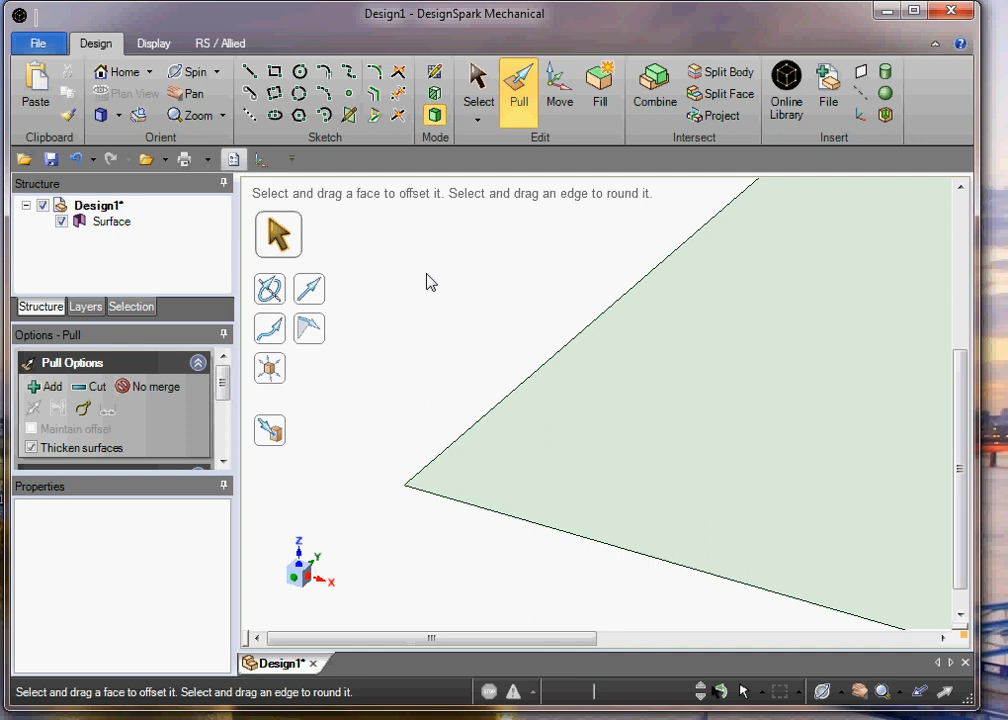 Design1 - DesignSpark Mechanical
File Design Display RS / Allied
Paste
Home Spin
Plan View Pan
Zoom
Select Pull Move Fill
Combine Split Body
Split Face
Project
Online Library
File
Clipboard Orient Sketch Mode Edit Intersect Insert
Structure
Design1*
Surface
Structure Layers Selection
Options - Pull
Pull Options
Add Cut No merge
Maintain offset
Thicken surfaces
Properties
Select and drag a face to offset it. Select and drag an edge to round it.
Z
Y
X
Design1*
Select and drag a face to offset it. Select and drag an edge to round it.